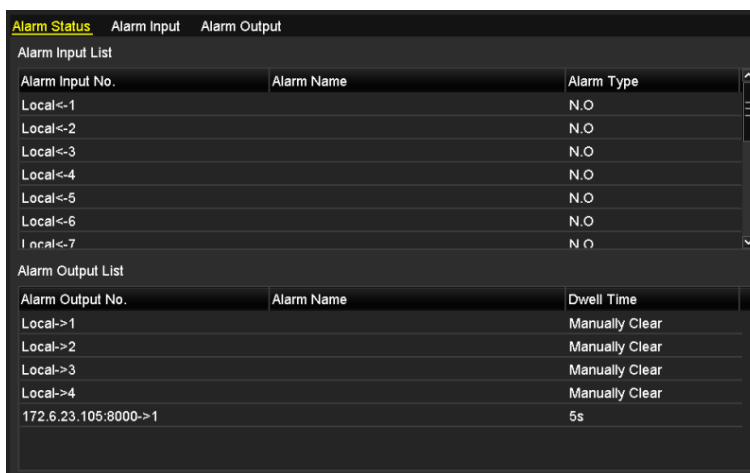 Alarm Status Alarm Input Alarm Output
Alarm Input List
Alarm Input No. Alarm Name Alarm Type
Local<-1 N.O
Local<-2 N.O
Local<-3 N.O
Local<-4 N.O
Local<-5 N.O
Local<-6 N.O
Local<-7 N.O
Alarm Output List
Alarm Output No. Alarm Name Dwell Time
Local->1 Manually Clear
Local->2 Manually Clear
Local->3 Manually Clear
Local->4 Manually Clear
172.6.23.105:8000->1 5s